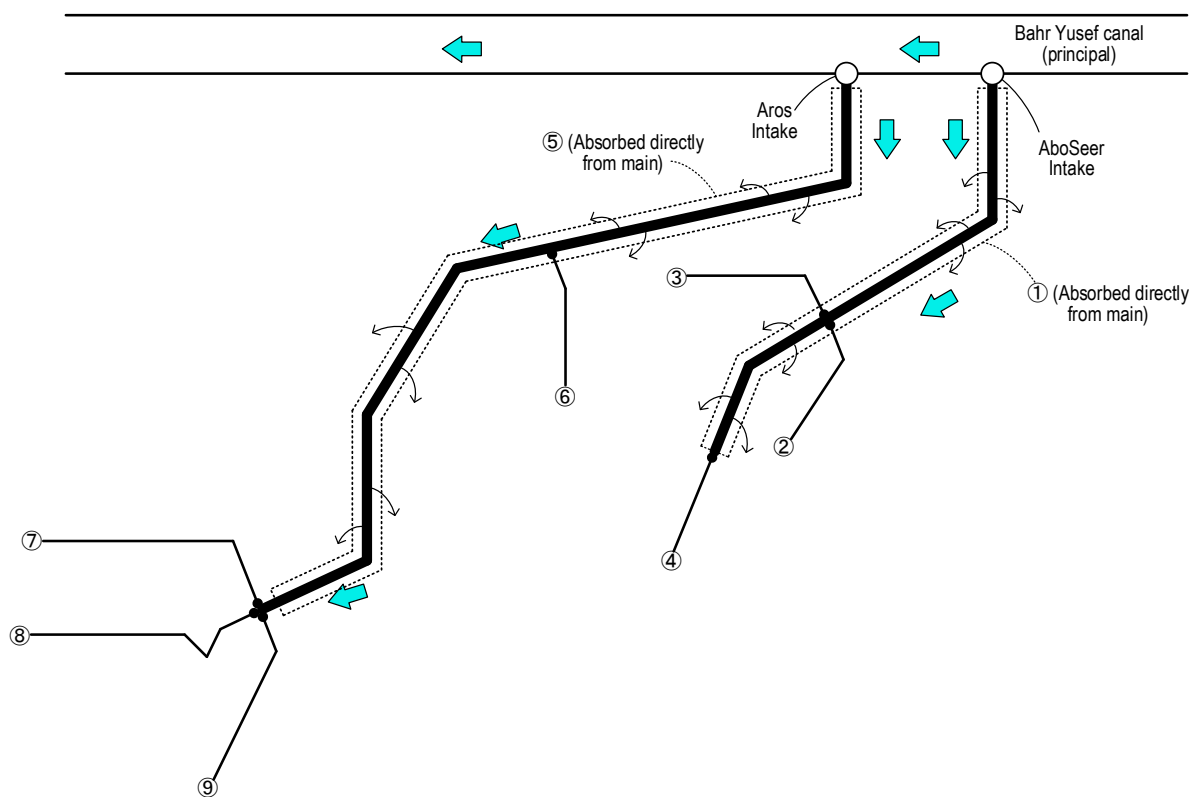 Bahr Yusef canal
(principal)
Aros
Intake
AboSeer
Intake
⑤ (Absorbed directly
from main)
① (Absorbed directly
from main)
③
⑥
②
④
⑦
⑧
⑨